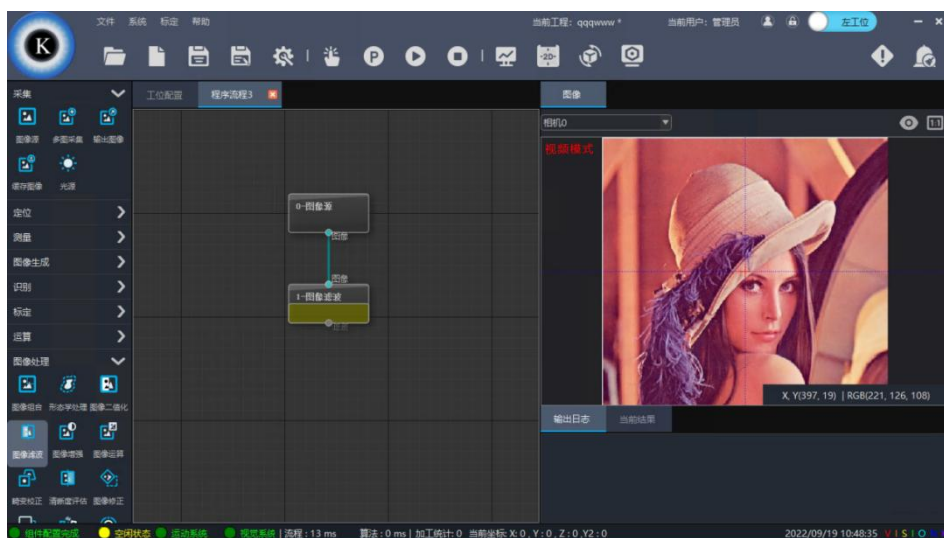 文件 系统 标定 帮助 当前工程: qqqwww * 当前用户: 管理员 左工位
K
采集 工位配置 程序流程3 图像
图像源 多图采集 输出图像 相机0 1:1
视频模式
缓存图像 光源
定位 0-图像源
测量 图像
图像生成
识别 图像
1-图像滤波
标定
运算
图像处理
图像组合 形态学处理 图像二值化 X, Y(397, 19) | RGB(221, 126, 108)
输出日志 当前结果
图像滤波 图像增强 图像运算
畸变校正 清晰度评估 图像修正
组件配置完成 空闲状态 运动系统 视觉系统 | 流程 : 13 ms 算法 : 0 ms | 加工统计: 0 当前坐标: X: 0 , Y : 0 , Z : 0 ,Y2 : 0 2022/09/19 10:48:35 V I S I O